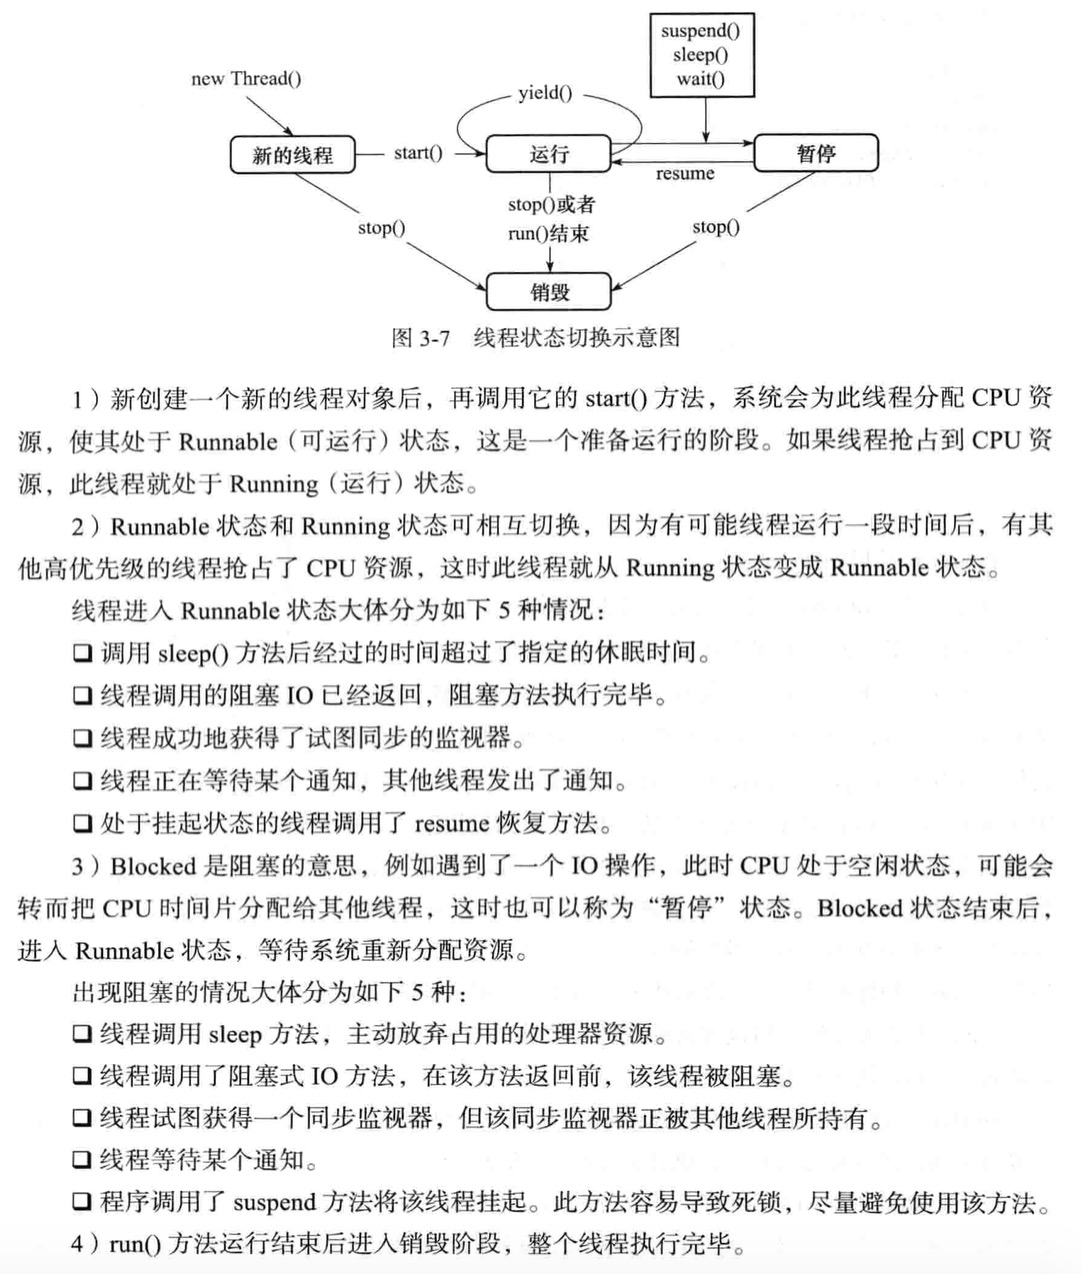 suspend()
sleep()
wait()
new Thread()
yield()
新的线程
start()
运行
暂停
resume
stop()
stop()或者
run()结束
stop()
销毁
图 3-7 线程状态切换示意图
1）新创建一个新的线程对象后，再调用它的 start() 方法，系统会为此线程分配 CPU 资
源，使其处于 Runnable（可运行）状态，这是一个准备运行的阶段。如果线程抢占到 CPU 资
源，此线程就处于 Running（运行）状态。
2）Runnable 状态和 Running 状态可相互切换，因为有可能线程运行一段时间后，有其
他高优先级的线程抢占了 CPU 资源，这时此线程就从 Running 状态变成 Runnable 状态。
线程进入 Runnable 状态大体分为如下 5 种情况：
❑ 调用 sleep() 方法后经过的时间超过了指定的休眠时间。
❑ 线程调用的阻塞 IO 已经返回，阻塞方法执行完毕。
❑ 线程成功地获得了试图同步的监视器。
❑ 线程正在等待某个通知，其他线程发出了通知。
❑ 处于挂起状态的线程调用了 resume 恢复方法。
3）Blocked 是阻塞的意思，例如遇到了一个 IO 操作，此时 CPU 处于空闲状态，可能会
转而把 CPU 时间片分配给其他线程，这时也可以称为“暂停”状态。Blocked 状态结束后，
进入 Runnable 状态，等待系统重新分配资源。
出现阻塞的情况大体分为如下 5 种：
❑ 线程调用 sleep 方法，主动放弃占用的处理器资源。
❑ 线程调用了阻塞式 IO 方法，在该方法返回前，该线程被阻塞。
❑ 线程试图获得一个同步监视器，但该同步监视器正被其他线程所持有。
❑ 线程等待某个通知。
❑ 程序调用了 suspend 方法将该线程挂起。此方法容易导致死锁，尽量避免使用该方法。
4）run() 方法运行结束后进入销毁阶段，整个线程执行完毕。